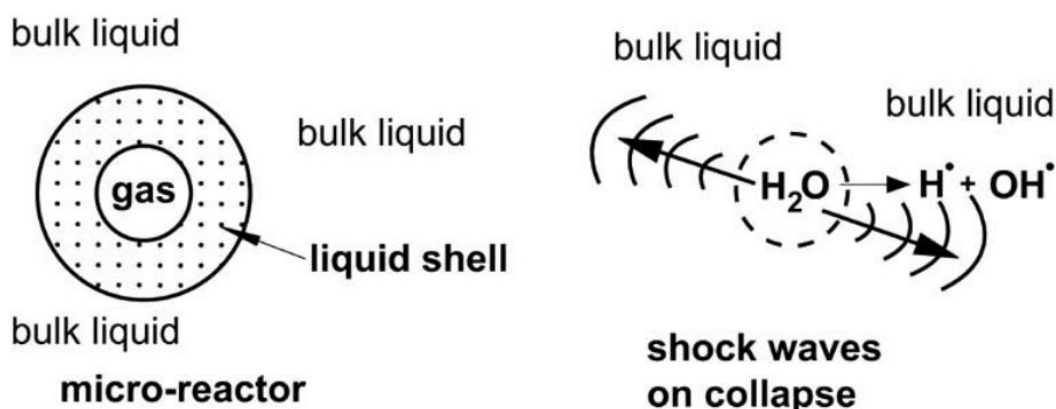 bulk liquid
gas
bulk liquid
liquid shell
bulk liquid
micro-reactor
bulk liquid
bulk liquid
H₂O → H• + OH•
shock waves
on collapse